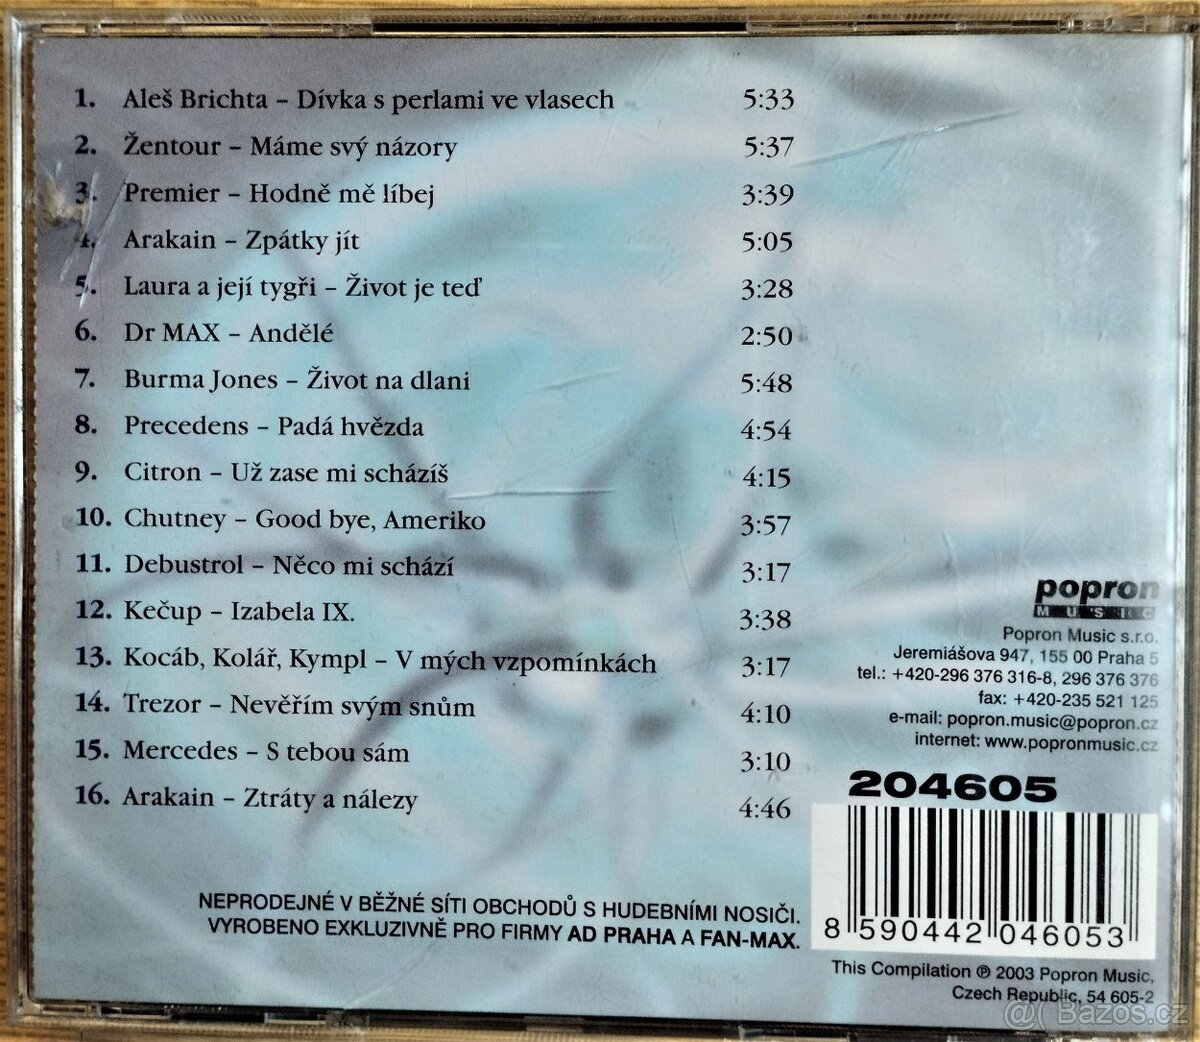 1. Aleš Brichta – Dívka s perlami ve vlasech 5:33
2. Žentour – Máme svý názory 5:37
3. Premier – Hodně mě líbej 3:39
4. Arakain – Zpátky jít 5:05
5. Laura a její tygři – Život je teď 3:28
6. Dr MAX – Andělé 2:50
7. Burma Jones – Život na dlani 5:48
8. Precedens – Padá hvězda 4:54
9. Citron – Už zase mi scházíš 4:15
10. Chutney – Good bye, Ameriko 3:57
11. Debustrol – Něco mi schází 3:17
12. Kečup – Izabela IX. 3:38
13. Kocáb, Kolář, Kympl – V mých vzpomínkách 3:17
14. Trezor – Nevěřím svým snům 4:10
15. Mercedes – S tebou sám 3:10
16. Arakain – Ztráty a nálezy 4:46
popron
MUSIC
Popron Music s.r.o.
Jeremiášova 947, 155 00 Praha 5
tel.: +420-296 376 316-8, 296 376 376
fax: +420-235 521 125
e-mail: popron.music@popron.cz
internet: www.popronmusic.cz
204605
8 590442 046053
NEPRODEJNÉ V BĚŽNÉ SÍTI OBCHODŮ S HUDEBNÍMI NOSIČI.
VYROBENO EXKLUZIVNĚ PRO FIRMY AD PRAHA A FAN-MAX.
This Compilation ℗ 2003 Popron Music,
Czech Republic, 54 605-2
@( Bazos.cz